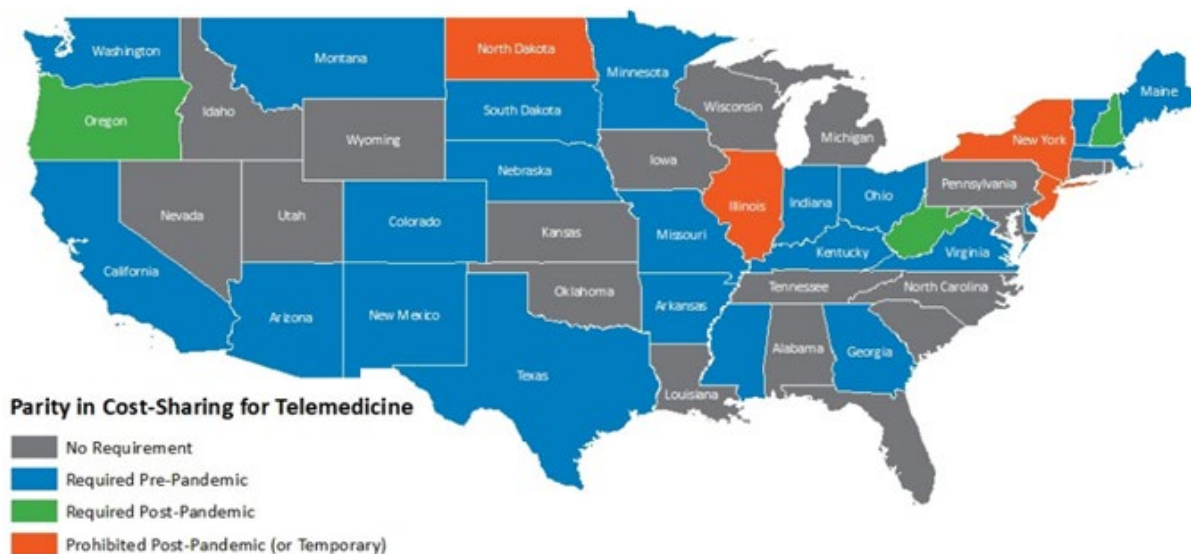 Washington
Montana
North Dakota
Minnesota
Maine
Oregon
Idaho
South Dakota
Wisconsin
Michigan
New York
Wyoming
Iowa
Pennsylvania
Nebraska
Nevada
Utah
Colorado
Illinois
Indiana
Ohio
Kansas
Missouri
Kentucky
Virginia
California
Tennessee
North Carolina
Oklahoma
Arkansas
Arizona
New Mexico
Alabama
Georgia
Texas
Louisiana
Parity in Cost-Sharing for Telemedicine
No Requirement
Required Pre-Pandemic
Required Post-Pandemic
Prohibited Post-Pandemic (or Temporary)